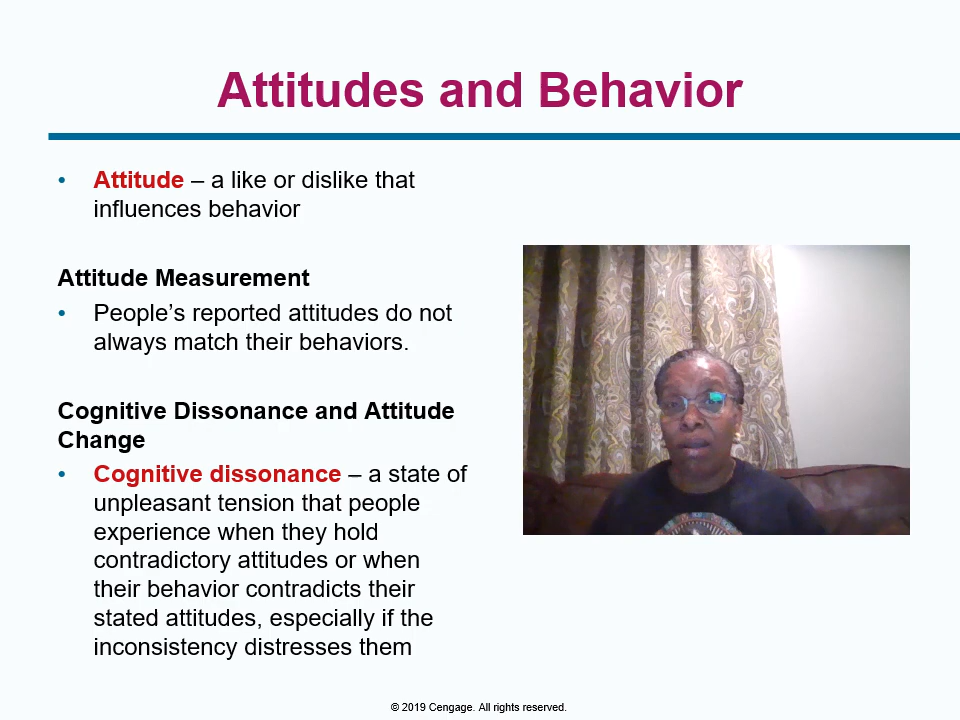 Attitudes and Behavior
• Attitude – a like or dislike that
influences behavior
Attitude Measurement
• People’s reported attitudes do not
always match their behaviors.
Cognitive Dissonance and Attitude
Change
• Cognitive dissonance – a state of
unpleasant tension that people
experience when they hold
contradictory attitudes or when
their behavior contradicts their
stated attitudes, especially if the
inconsistency distresses them
© 2019 Cengage. All rights reserved.